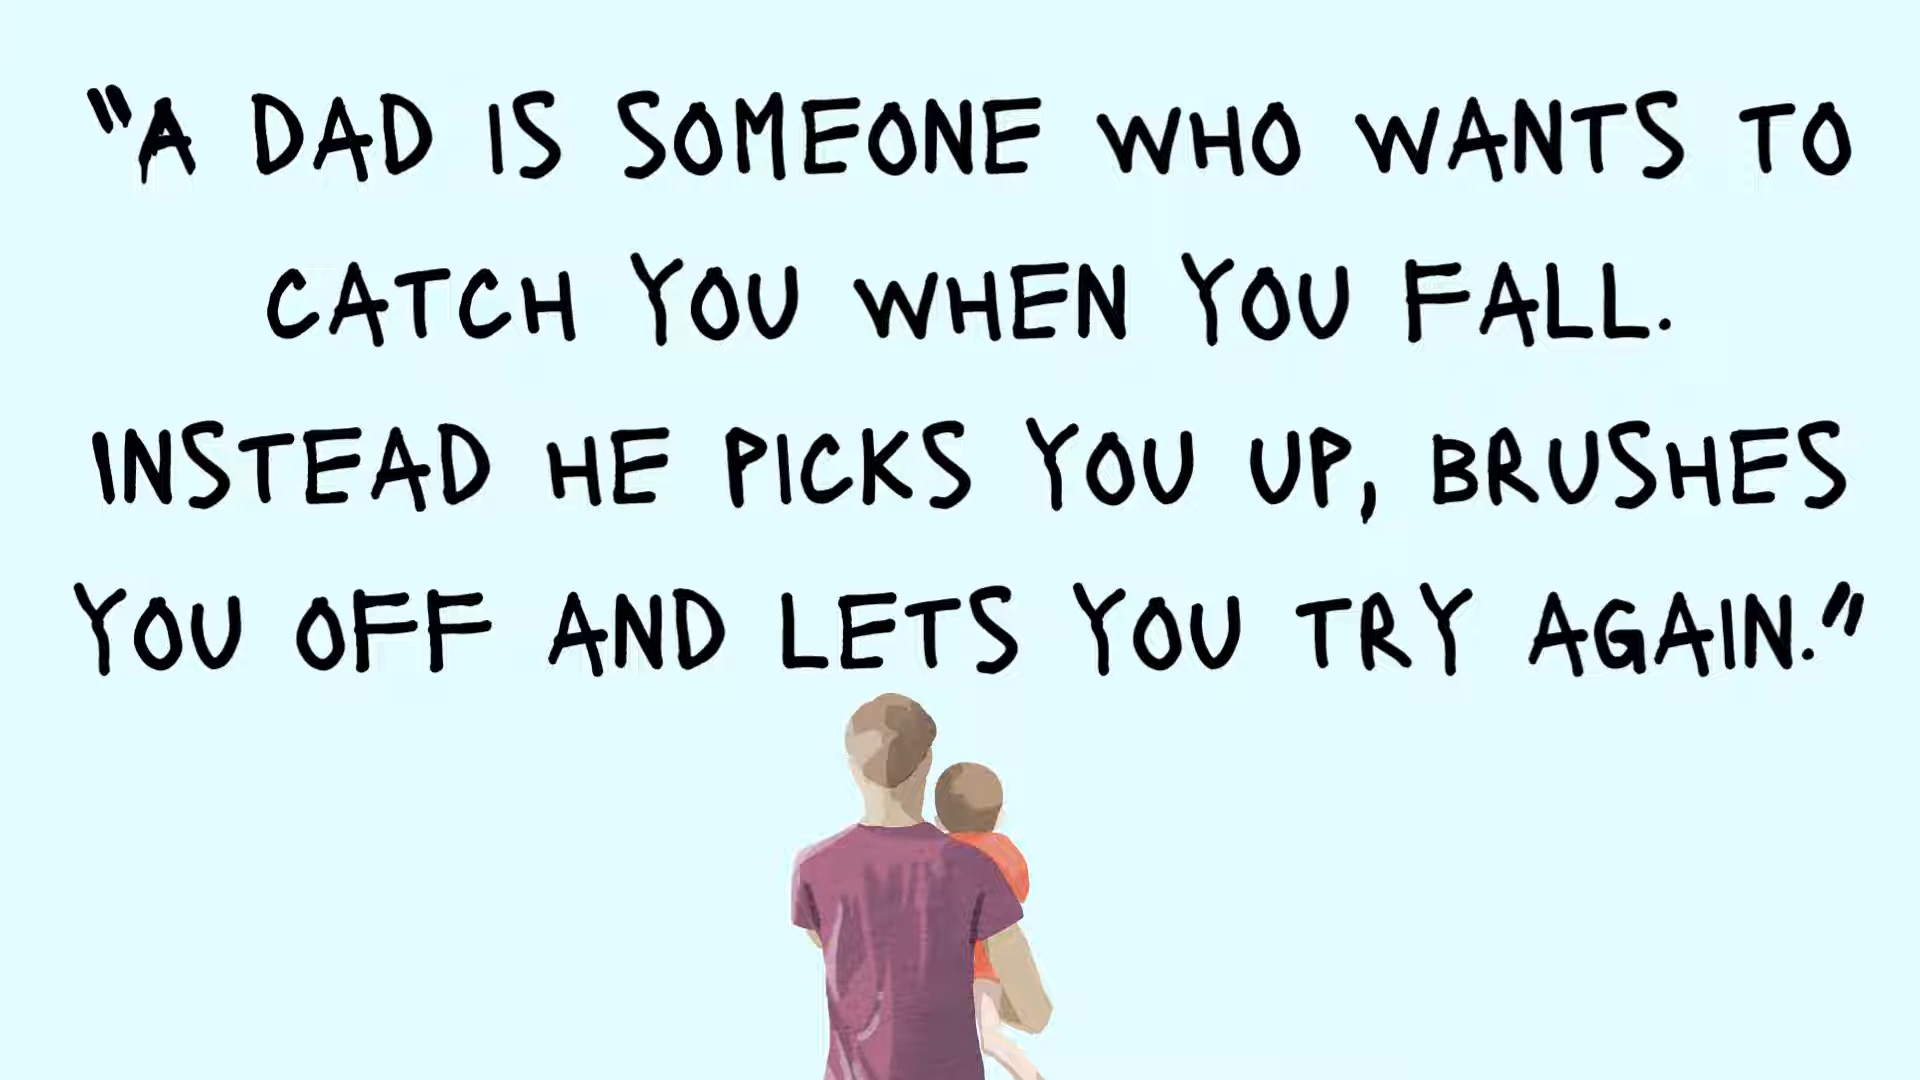 "A DAD IS SOMEONE WHO WANTS TO
CATCH YOU WHEN YOU FALL.
INSTEAD HE PICKS YOU UP, BRUSHES
YOU OFF AND LETS YOU TRY AGAIN."